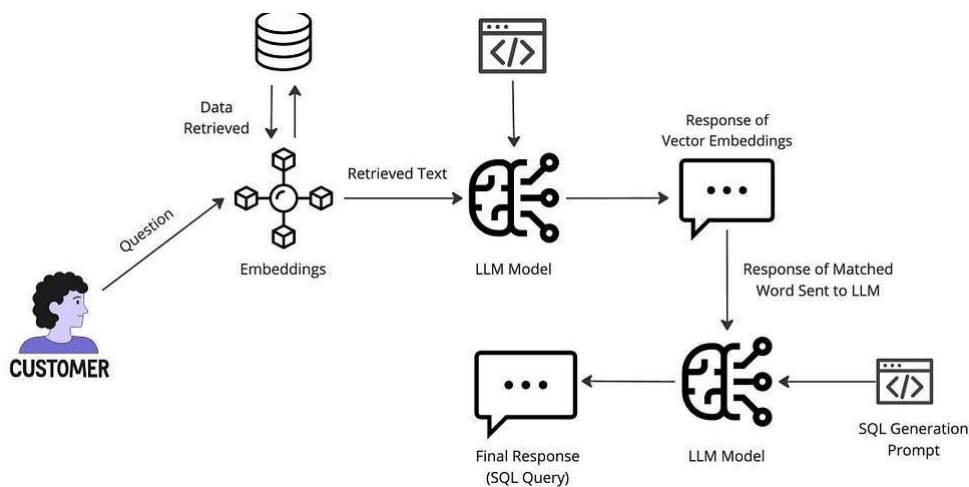 Data
Retrieved
Response of
Vector Embeddings
Retrieved Text
Question
Embeddings
LLM Model
Response of Matched
Word Sent to LLM
CUSTOMER
SQL Generation
Prompt
Final Response
(SQL Query)
LLM Model